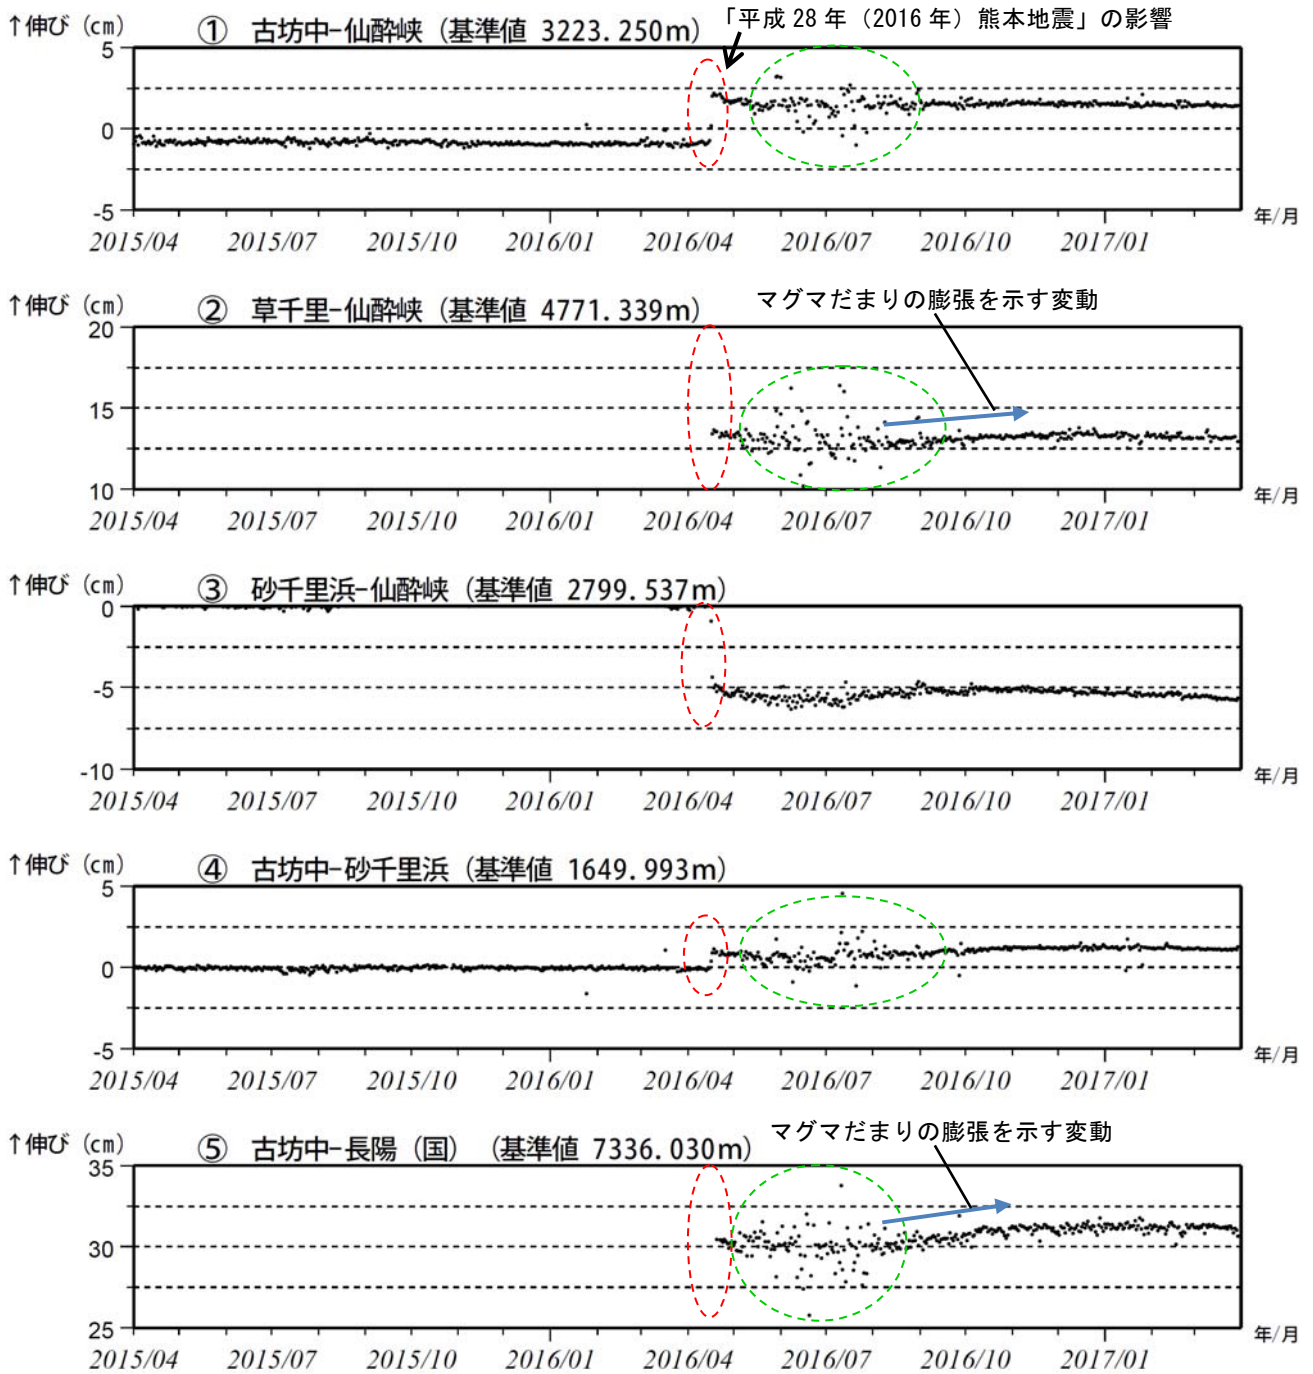 「平成 28 年（2016 年）熊本地震」の影響
↑伸び（cm） ① 古坊中−仙酔峡（基準値 3223.250m）
5
0
-5
年/月
2015/04 2015/07 2015/10 2016/01 2016/04 2016/07 2016/10 2017/01
マグマだまりの膨張を示す変動
↑伸び（cm） ② 草千里−仙酔峡（基準値 4771.339m）
20
15
10
年/月
2015/04 2015/07 2015/10 2016/01 2016/04 2016/07 2016/10 2017/01
↑伸び（cm） ③ 砂千里浜−仙酔峡（基準値 2799.537m）
0
-5
-10
年/月
2015/04 2015/07 2015/10 2016/01 2016/04 2016/07 2016/10 2017/01
↑伸び（cm） ④ 古坊中−砂千里浜（基準値 1649.993m）
5
0
-5
年/月
2015/04 2015/07 2015/10 2016/01 2016/04 2016/07 2016/10 2017/01
マグマだまりの膨張を示す変動
↑伸び（cm） ⑤ 古坊中−長陽（国）（基準値 7336.030m）
35
30
25
年/月
2015/04 2015/07 2015/10 2016/01 2016/04 2016/07 2016/10 2017/01